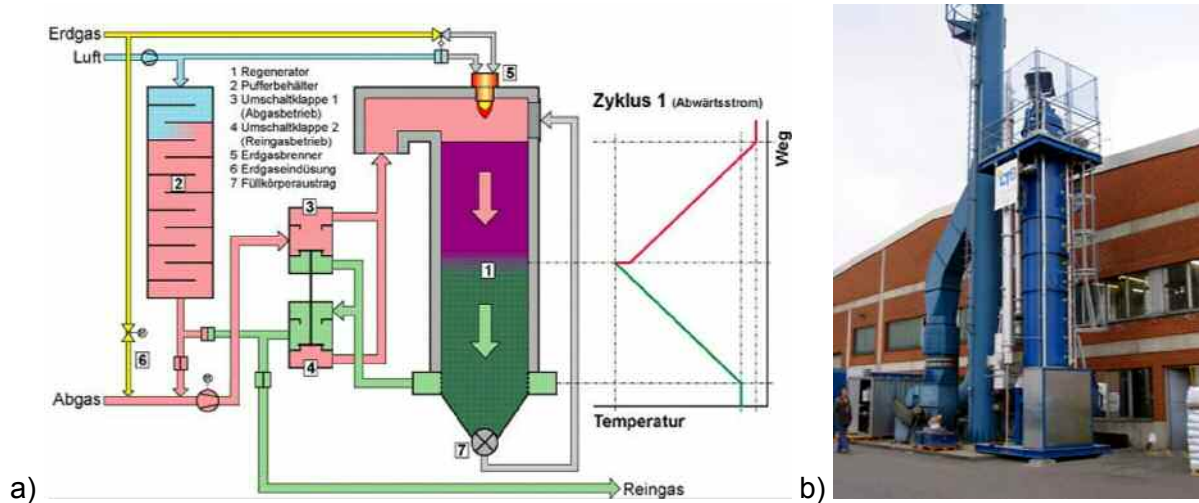 Erdgas
Luft
1 Regenerator
2 Pufferbehälter
3 Umschaltklappe 1
(Abgasbetrieb)
4 Umschaltklappe 2
(Reingasbetrieb)
5 Erdgasbrenner
6 Erdgaseindüsung
7 Füllkörperaustrag
5
Zyklus 1 (Abwärtsstrom)
Weg
2
3
1
6
4
Abgas
Temperatur
7
Reingas
a)
b)